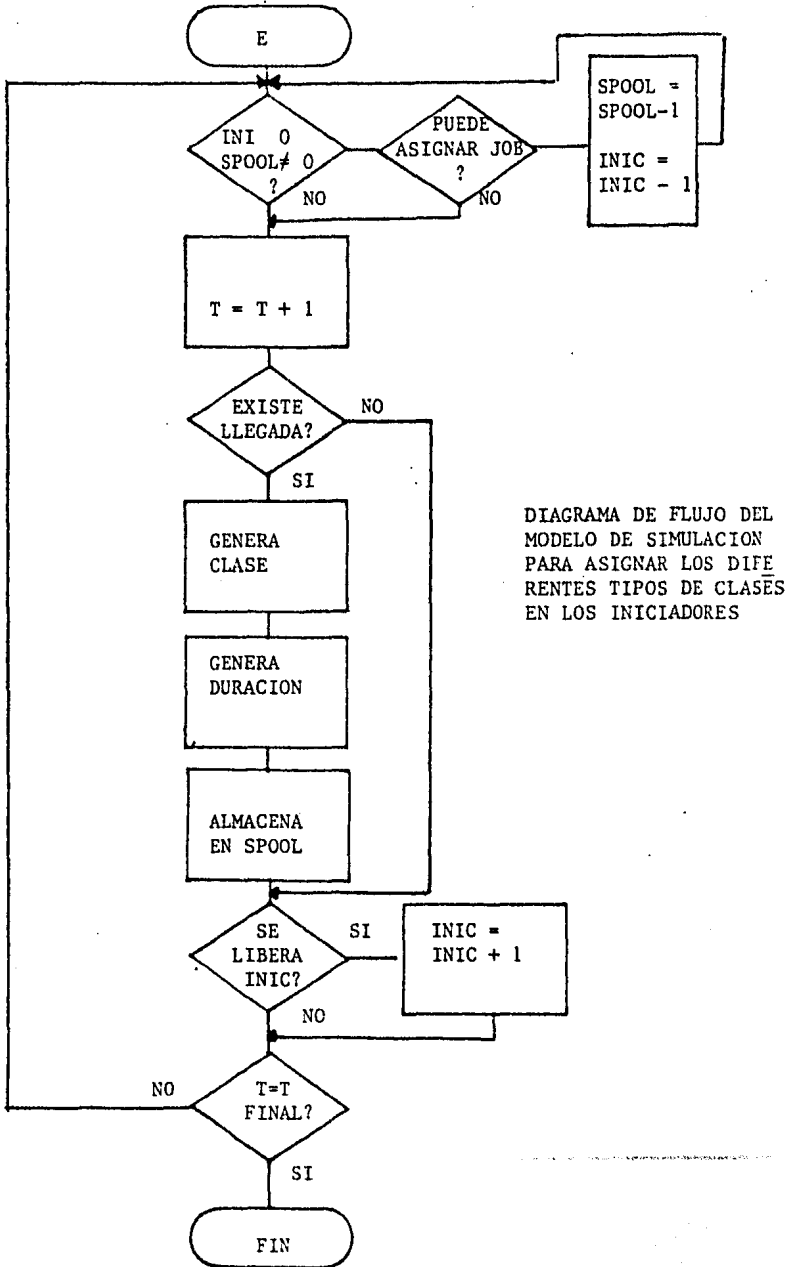 E
INI 0
SPOOL≠ 0
?
NO
PUEDE
ASIGNAR JOB
?
NO
SPOOL =
SPOOL-1
INIC =
INIC - 1
T = T + 1
EXISTE
LLEGADA?
NO
SI
GENERA
CLASE
GENERA
DURACION
ALMACENA
EN SPOOL
DIAGRAMA DE FLUJO DEL
MODELO DE SIMULACION
PARA ASIGNAR LOS DIFE
RENTES TIPOS DE CLASES
EN LOS INICIADORES
SE
LIBERA
INIC?
SI
NO
INIC =
INIC + 1
T=T
FINAL?
NO
SI
FIN